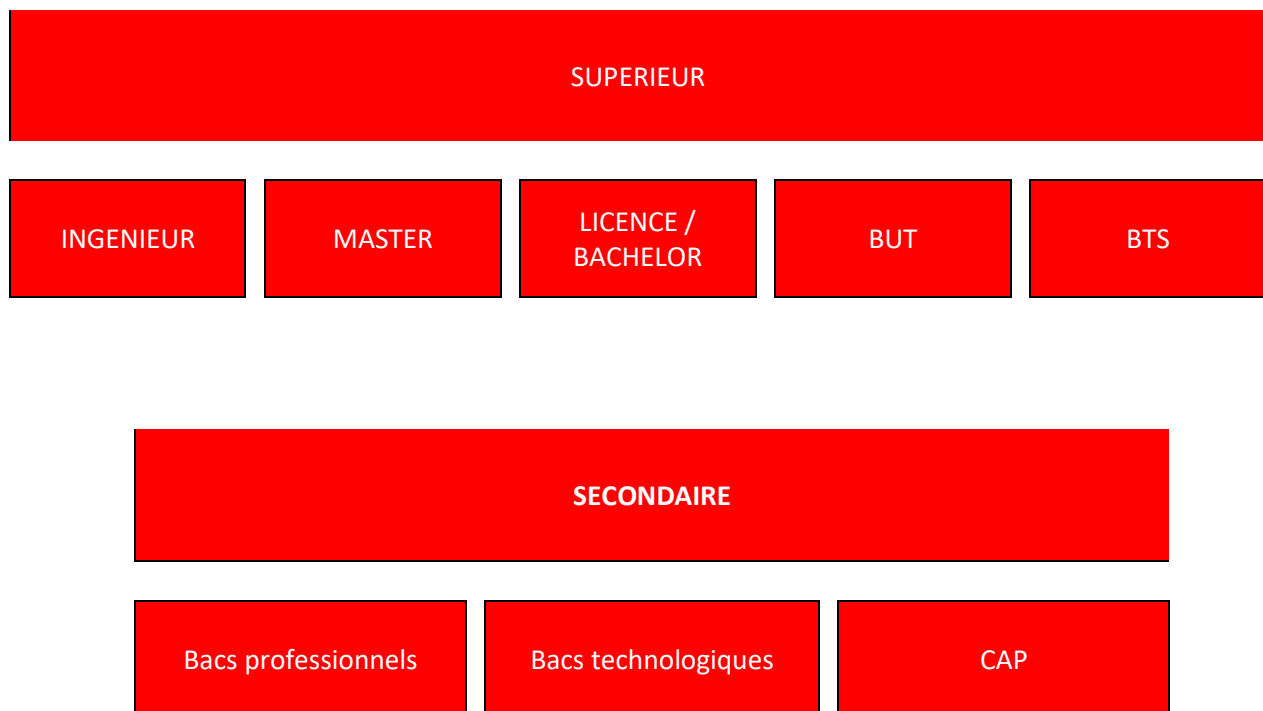 SUPERIEUR
INGENIEUR
MASTER
LICENCE /
BACHELOR
BUT
BTS
SECONDAIRE
Bacs professionnels
Bacs technologiques
CAP